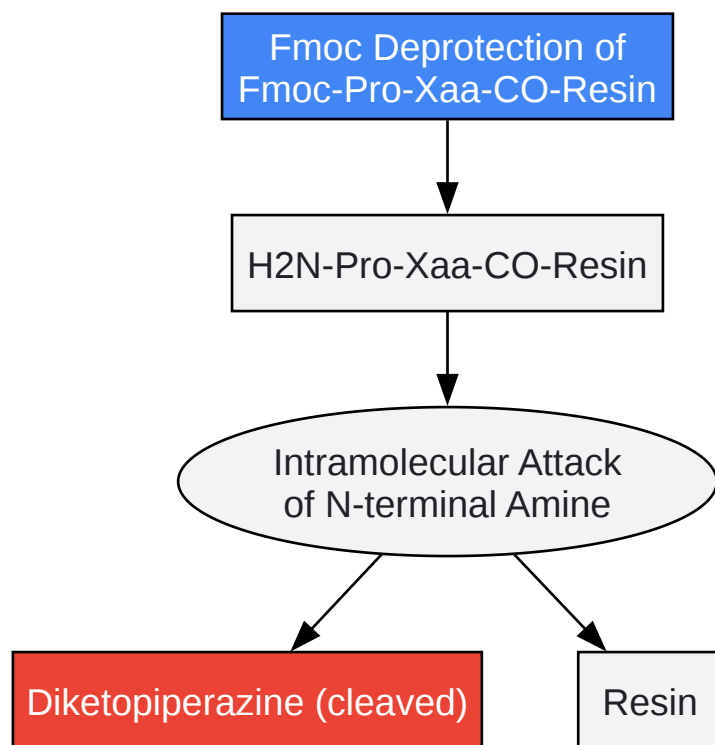 Fmoc Deprotection of
Fmoc-Pro-Xaa-CO-Resin
H2N-Pro-Xaa-CO-Resin
Intramolecular Attack
of N-terminal Amine
Diketopiperazine (cleaved)
Resin